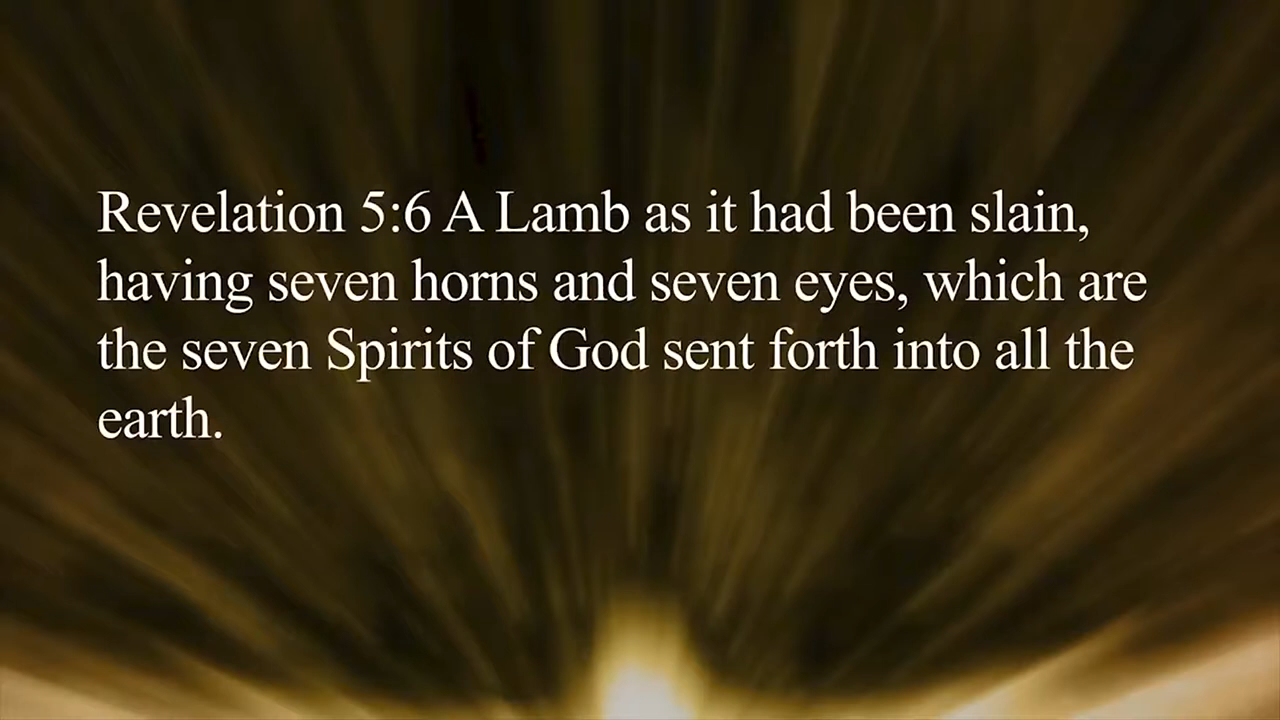 Revelation 5:6 A Lamb as it had been slain,
having seven horns and seven eyes, which are
the seven Spirits of God sent forth into all the
earth.